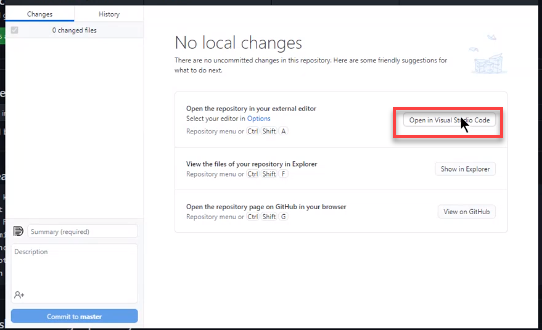 Changes
History
0 changed files
No local changes
There are no uncommitted changes in this repository. Here are some friendly suggestions for
what to do next.
Open the repository in your external editor
Select your editor in Options
Repository menu or Ctrl Shift A
Open in Visual Studio Code
View the files of your repository in Explorer
Repository menu or Ctrl Shift F
Show in Explorer
Open the repository page on GitHub in your browser
Repository menu or Ctrl Shift G
View on GitHub
Summary (required)
Description
Commit to master